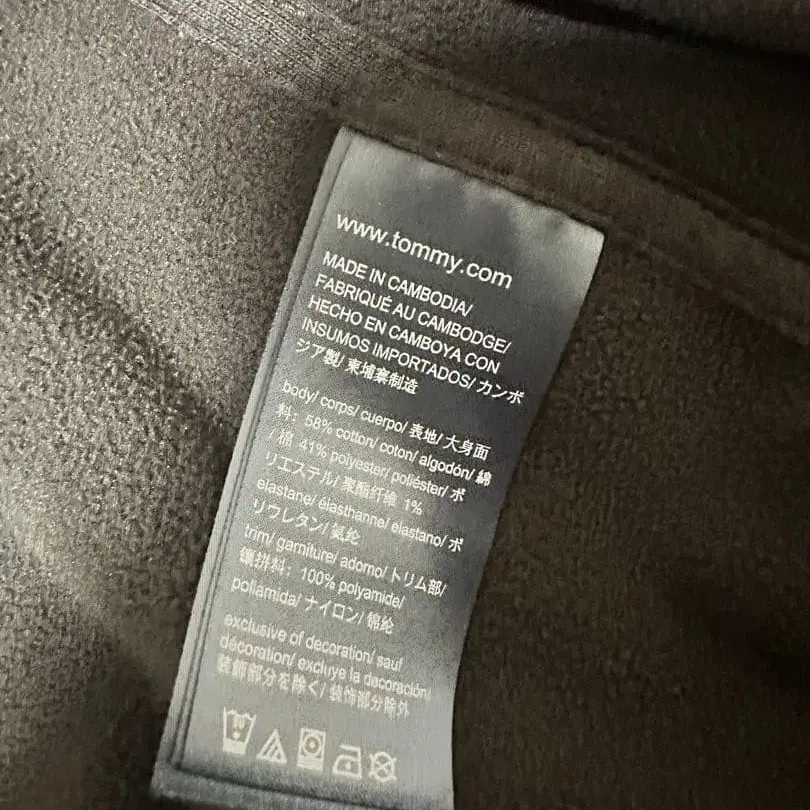 www.tommy.com
MADE IN CAMBODIA/
FABRIQUÉ AU CAMBODGE/
HECHO EN CAMBOYA CON
INSUMOS IMPORTADOS/ カンボ
ジア製/ 柬埔寨制造
body/ corps/ cuerpo/ 表地/ 大身面
料: 58% cotton/ coton/ algodón/ 綿
/ 棉 41% polyester/ poliéster/ ポ
リエステル/ 聚酯纤维 1%
elastane/ élasthanne/ elastano/ ポ
リウレタン/ 氨纶
trim/ garniture/ adorno/ トリム部/
镶拼料: 100% polyamide/
poliamida/ ナイロン/ 锦纶
exclusive of decoration/ sauf
décoration/ excluye la decoración/
装飾部分を除く/ 装饰部分除外
30